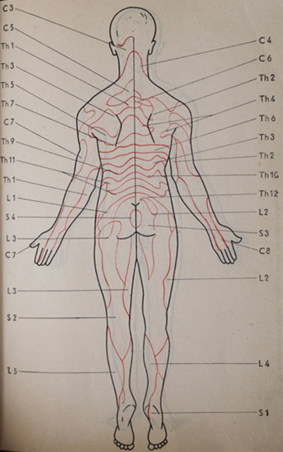 C3
C5
Th1
Th3
Th5
Th7
C7
Th9
Th11
Th1
L1
S4
L3
C7
L3
S2
L5
C4
C6
Th2
Th4
Th6
Th3
Th2
Th10
Th12
L2
S3
C8
L2
L4
S1